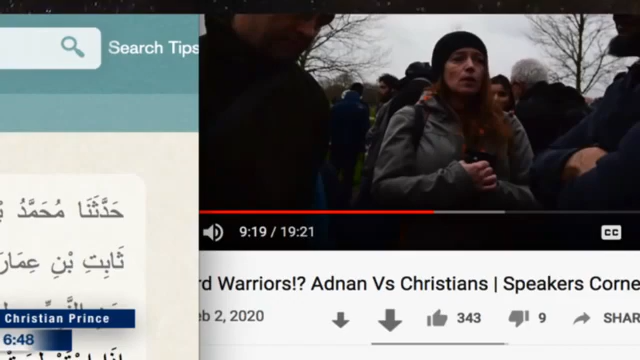 Search Tips
حَدَّثَنَا مُحَمَّدُ
ثَابِتِ بْنِ عِمَارَ
9:19 / 19:21
CC
rd Warriors!? Adnan Vs Christians | Speakers Corne
eb 2, 2020
343
9
SHAR
Christian Prince
6:48